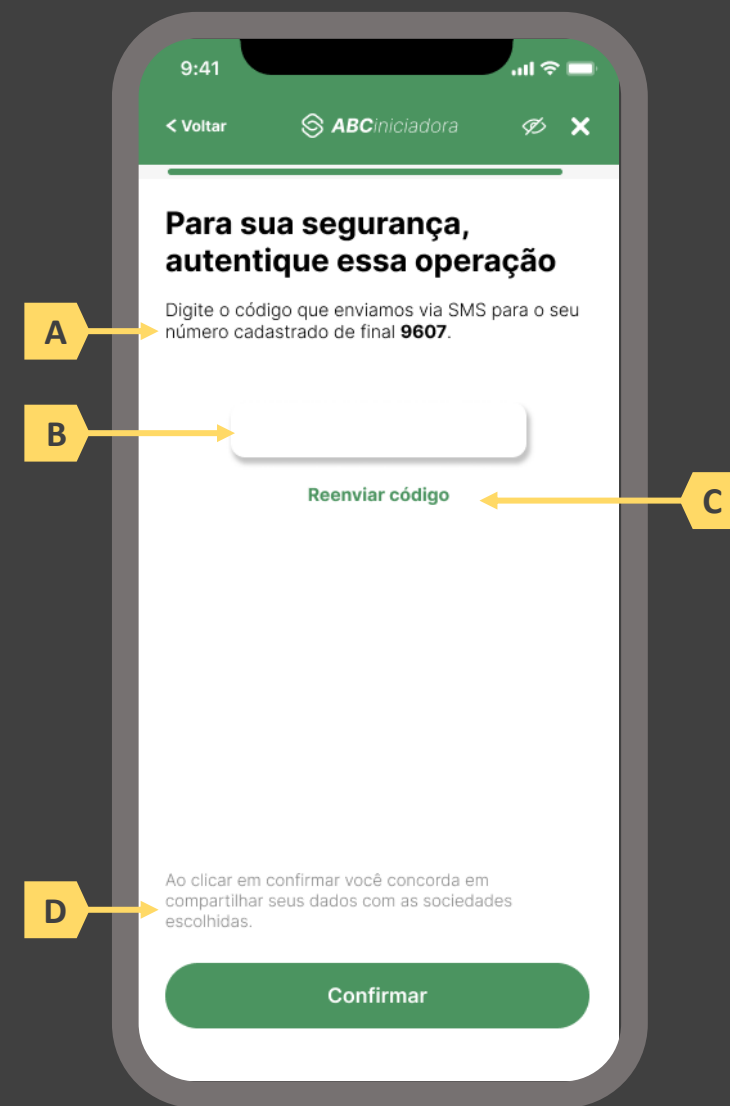 9:41
< Voltar ABCiniciadora
Para sua segurança,
autentique essa operação
Digite o código que enviamos via SMS para o seu
número cadastrado de final 9607.
A
B
Reenviar código
C
Ao clicar em confirmar você concorda em
compartilhar seus dados com as sociedades
escolhidas.
D
Confirmar